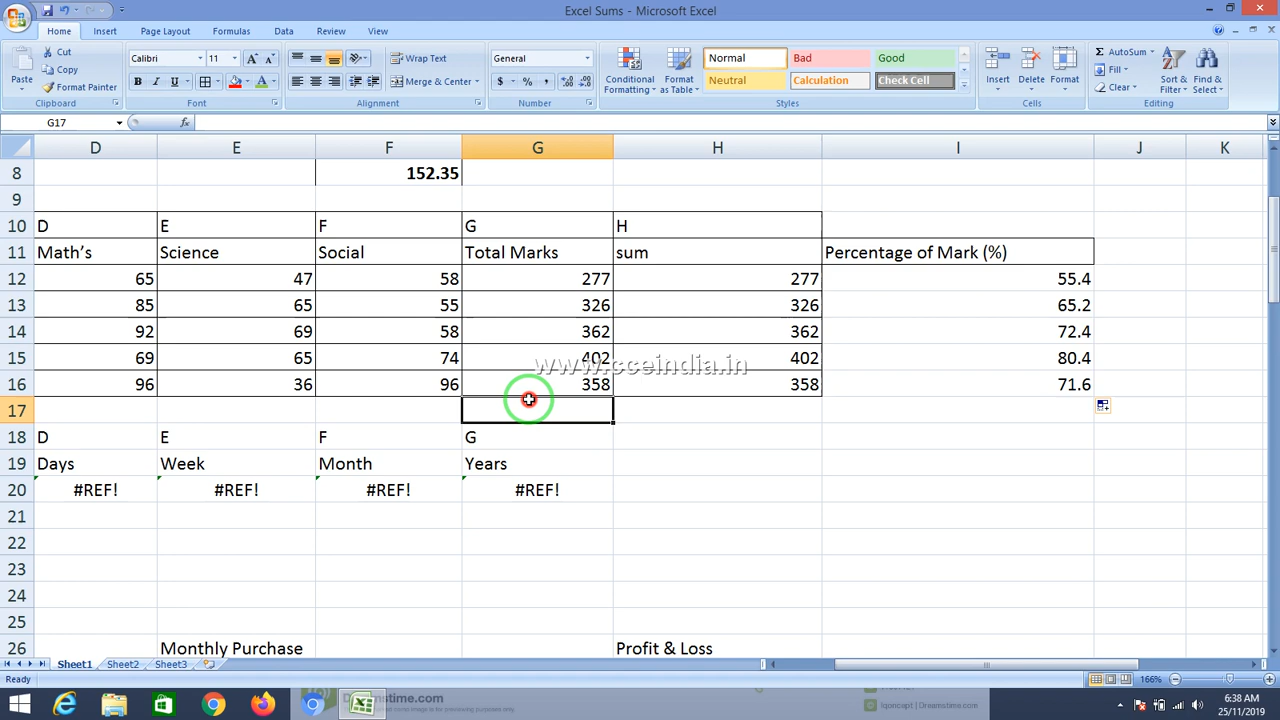 Excel Sums - Microsoft Excel
Home Insert Page Layout Formulas Data Review View
Paste Cut Copy Format Painter Clipboard
Calibri 11 B I U Font
Wrap Text Merge & Center Alignment
General % , Number
Conditional Formatting Format as Table Normal Bad Good Neutral Calculation Check Cell Styles
Insert Delete Format Cells
AutoSum Fill Clear Sort & Filter Find & Select Editing
G17 fx
D E F G H I J K
8 152.35
9
10 D E F G H
11 Math’s Science Social Total Marks sum Percentage of Mark (%)
12 65 47 58 277 277 55.4
13 85 65 55 326 326 65.2
14 92 69 58 362 362 72.4
15 69 65 74 402 402 80.4
www.cceindia.in
16 96 36 96 358 358 71.6
17
18 D E F G
19 Days Week Month Years
20 #REF! #REF! #REF! #REF!
21
22
23
24
25
26 Monthly Purchase Profit & Loss
Sheet1 Sheet2 Sheet3
Ready 166%
Dreamstime.com
Iqoncept | Dreamstime.com
6:38 AM
25/11/2019